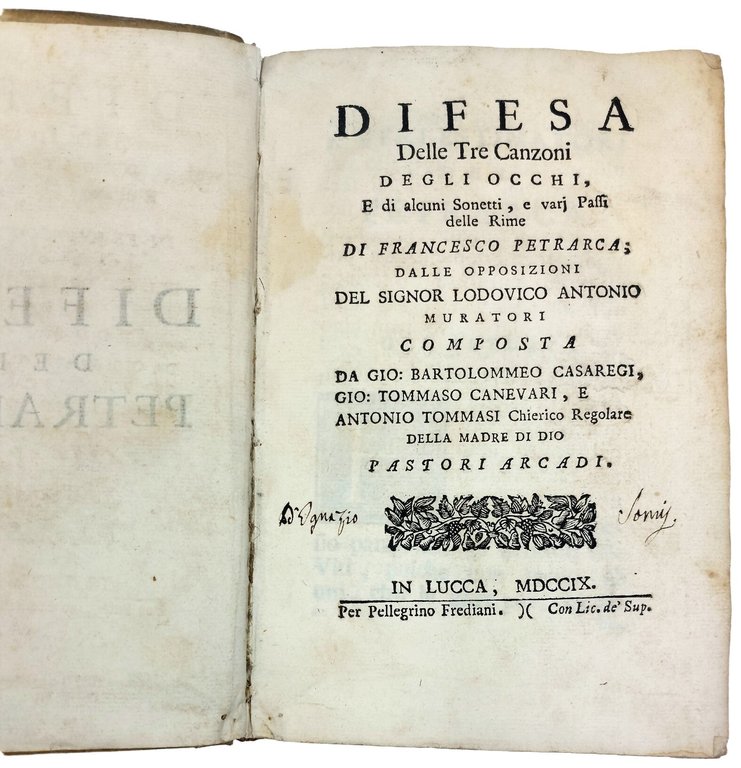 DIFESA
Delle Tre Canzoni
DEGLI OCCHI,
E di alcuni Sonetti, e varj Passi
delle Rime
DI FRANCESCO PETRARCA;
DALLE OPPOSIZIONI
DEL SIGNOR LODOVICO ANTONIO
MURATORI
COMPOSTA
DA GIO: BARTOLOMMEO CASAREGI,
GIO: TOMMASO CANEVARI, E
ANTONIO TOMMASI Chierico Regolare
DELLA MADRE DI DIO
PASTORI ARCADI.
d'Ignazio
IN LUCCA, MDCCIX.
Per Pellegrino Frediani. )( Con Lic. de' Sup.